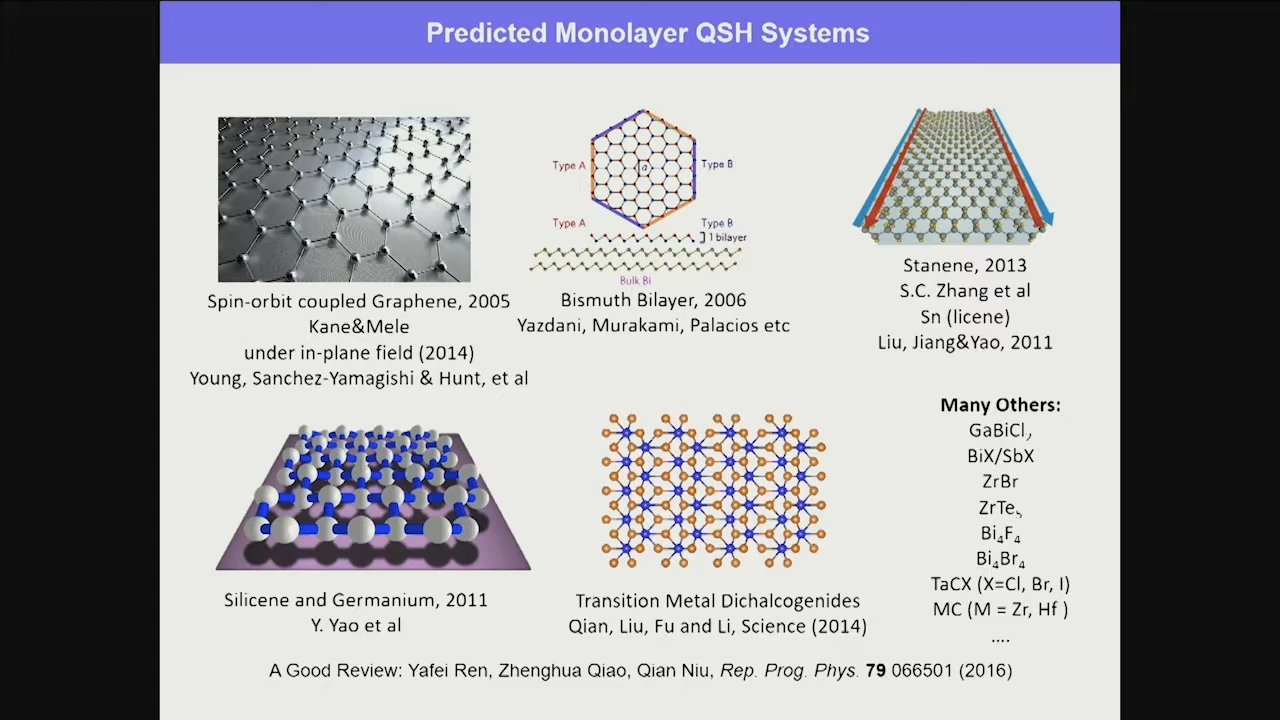 Predicted Monolayer QSH Systems
Type A
Type B
Type A
Type B
1 bilayer
Bulk Bi
Spin-orbit coupled Graphene, 2005
Kane&Mele
under in-plane field (2014)
Young, Sanchez-Yamagishi & Hunt, et al
Bismuth Bilayer, 2006
Yazdani, Murakami, Palacios etc
Stanene, 2013
S.C. Zhang et al
Sn (licene)
Liu, Jiang&Yao, 2011
Silicene and Germanium, 2011
Y. Yao et al
Transition Metal Dichalcogenides
Qian, Liu, Fu and Li, Science (2014)
Many Others:
GaBiCl₂
BiX/SbX
ZrBr
ZrTe₅
Bi₄F₄
Bi₄Br₄
TaCX (X=Cl, Br, I)
MC (M = Zr, Hf )
....
A Good Review: Yafei Ren, Zhenghua Qiao, Qian Niu, Rep. Prog. Phys. 79 066501 (2016)